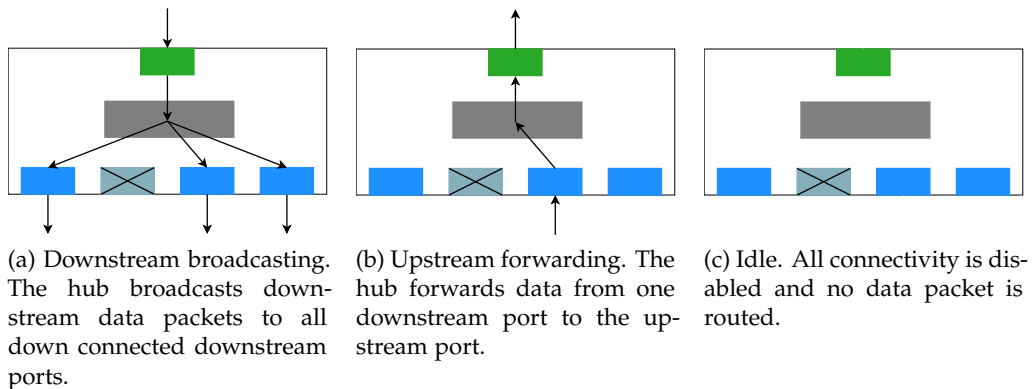 (a) Downstream broadcasting.
The hub broadcasts down-
stream data packets to all
down connected downstream
ports.
(b) Upstream forwarding. The
hub forwards data from one
downstream port to the up-
stream port.
(c) Idle. All connectivity is dis-
abled and no data packet is
routed.